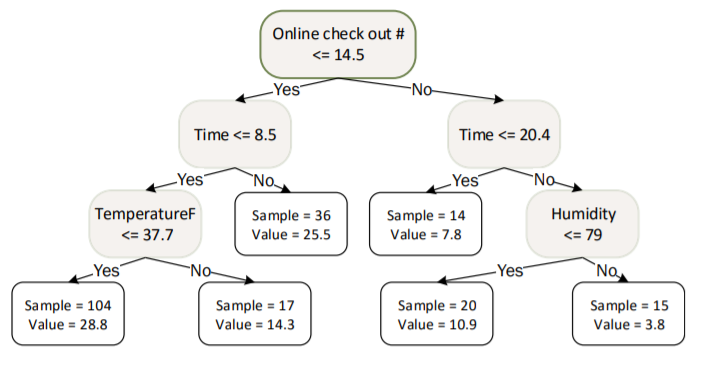 Online check out #
<= 14.5
Yes
No
Time <= 8.5
Time <= 20.4
Yes
No
Yes
No
TemperatureF
<= 37.7
Sample = 36
Value = 25.5
Sample = 14
Value = 7.8
Humidity
<= 79
Yes
No
Yes
No
Sample = 104
Value = 28.8
Sample = 17
Value = 14.3
Sample = 20
Value = 10.9
Sample = 15
Value = 3.8